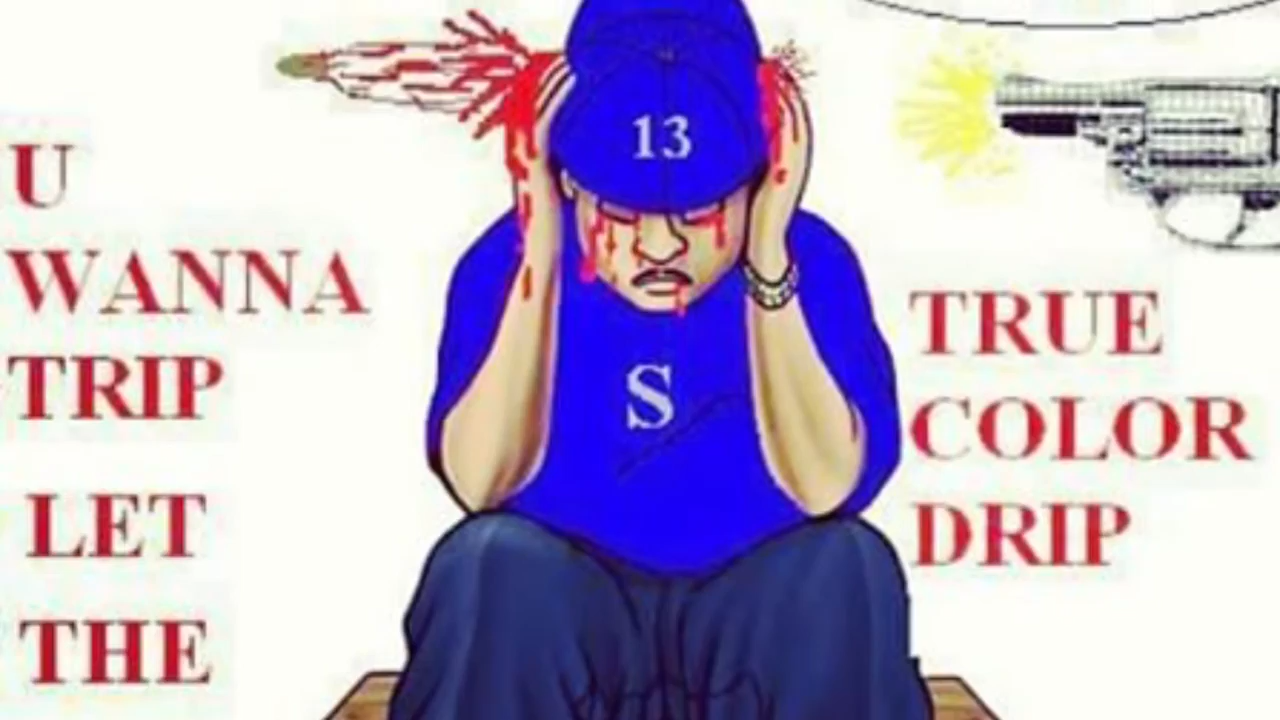 13
U
WANNA
TRIP
LET
THE
S
TRUE
COLOR
DRIP